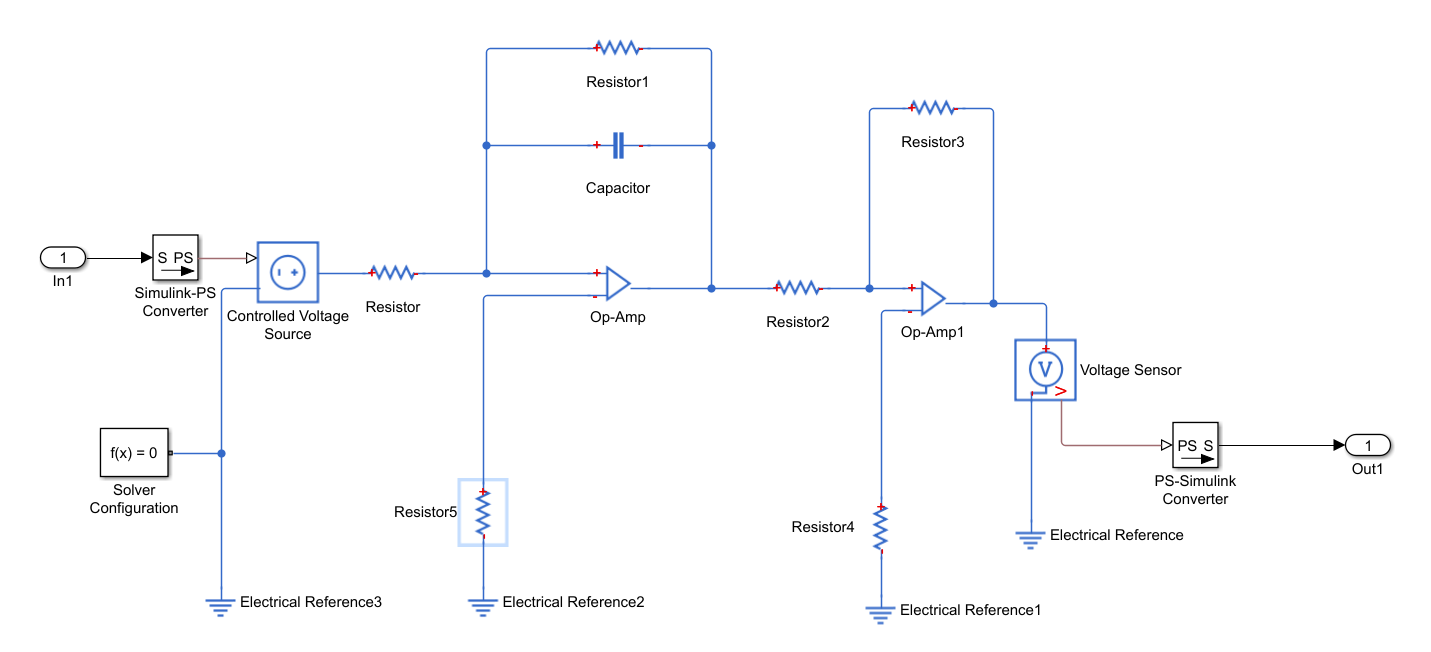 Resistor1
Resistor3
Capacitor
1
In1
S PS
Simulink-PS
Converter
Controlled Voltage
Source
Resistor
Op-Amp
Resistor2
Op-Amp1
V
Voltage Sensor
f(x) = 0
Solver
Configuration
PS S
PS-Simulink
Converter
1
Out1
Resistor5
Resistor4
Electrical Reference
Electrical Reference3
Electrical Reference2
Electrical Reference1